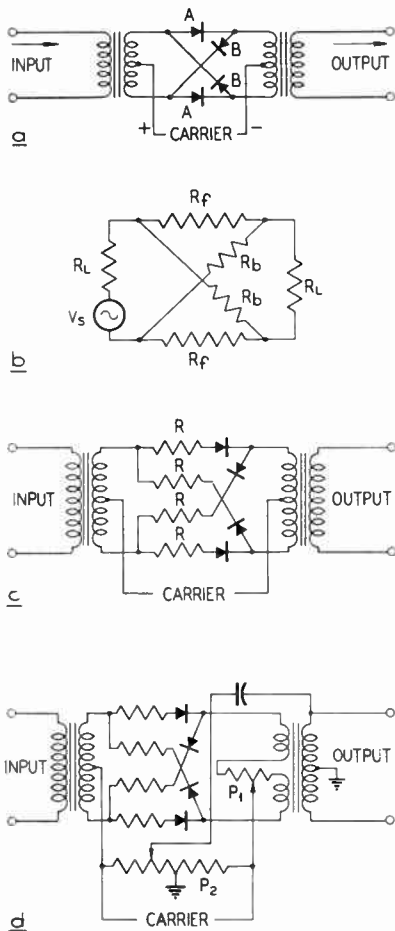 A
B
INPUT
OUTPUT
B
A
+ CARRIER −
a
Rf
RL
Rb
RL
Rb
Vs
Rf
b
R
R
INPUT
OUTPUT
R
R
CARRIER
c
INPUT
OUTPUT
P1
P2
CARRIER
d